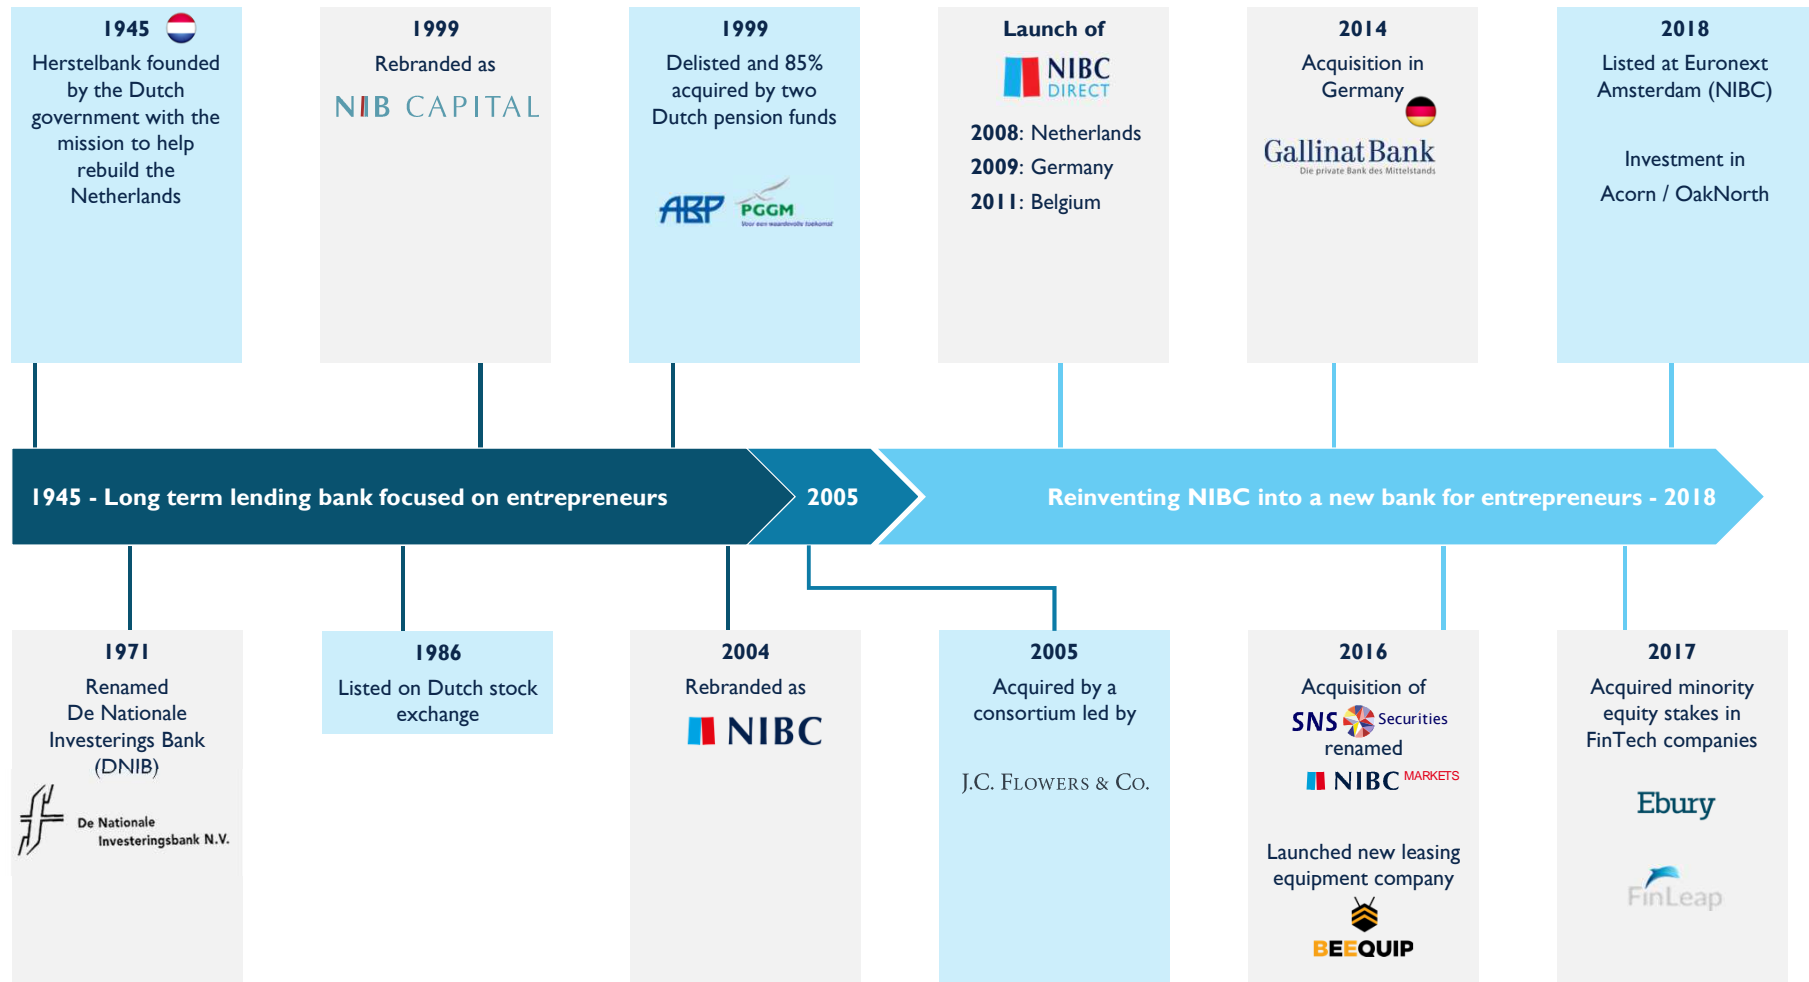 1945
Herstelbank founded
by the Dutch
government with the
mission to help
rebuild the
Netherlands
1999
Rebranded as
NIB CAPITAL
1999
Delisted and 85%
acquired by two
Dutch pension funds
ABP
PGGM
Voor een waardevolle toekomst
Launch of
NIBC
DIRECT
2008: Netherlands
2009: Germany
2011: Belgium
2014
Acquisition in
Germany
Gallinat Bank
Die private Bank des Mittelstands
2018
Listed at Euronext
Amsterdam (NIBC)
Investment in
Acorn / OakNorth
1945 - Long term lending bank focused on entrepreneurs
2005
Reinventing NIBC into a new bank for entrepreneurs - 2018
1971
Renamed
De Nationale
Investerings Bank
(DNIB)
De Nationale
Investeringsbank N.V.
1986
Listed on Dutch stock
exchange
2004
Rebranded as
NIBC
2005
Acquired by a
consortium led by
J.C. FLOWERS & CO.
2016
Acquisition of
SNS Securities
renamed
NIBC MARKETS
Launched new leasing
equipment company
BEEQUIP
2017
Acquired minority
equity stakes in
FinTech companies
Ebury
FinLeap